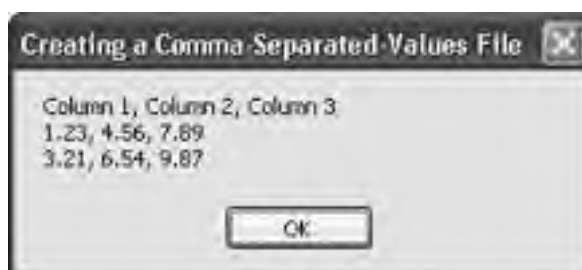 Creating a Comma-Separated-Values File
Column 1, Column 2, Column 3
1.23, 4.56, 7.89
3.21, 6.54, 9.87
OK